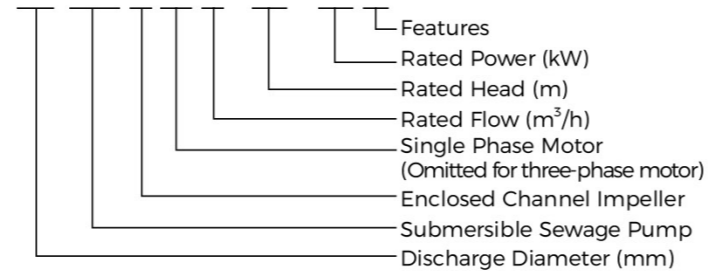 Features
Rated Power (kW)
Rated Head (m)
Rated Flow (m³/h)
Single Phase Motor
(Omitted for three-phase motor)
Enclosed Channel Impeller
Submersible Sewage Pump
Discharge Diameter (mm)